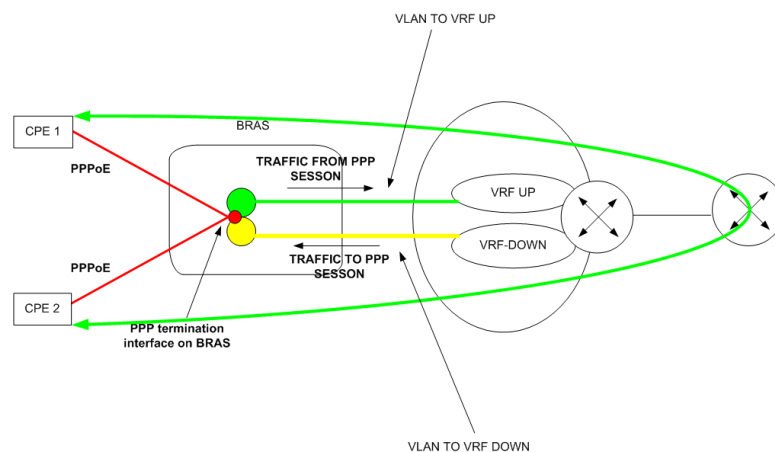 VLAN TO VRF UP
CPE 1
BRAS
PPPoE
TRAFFIC FROM PPP
SESSON
VRF UP
VRF-DOWN
TRAFFIC TO PPP
SESSON
PPPoE
CPE 2
PPP termination
interface on BRAS
VLAN TO VRF DOWN